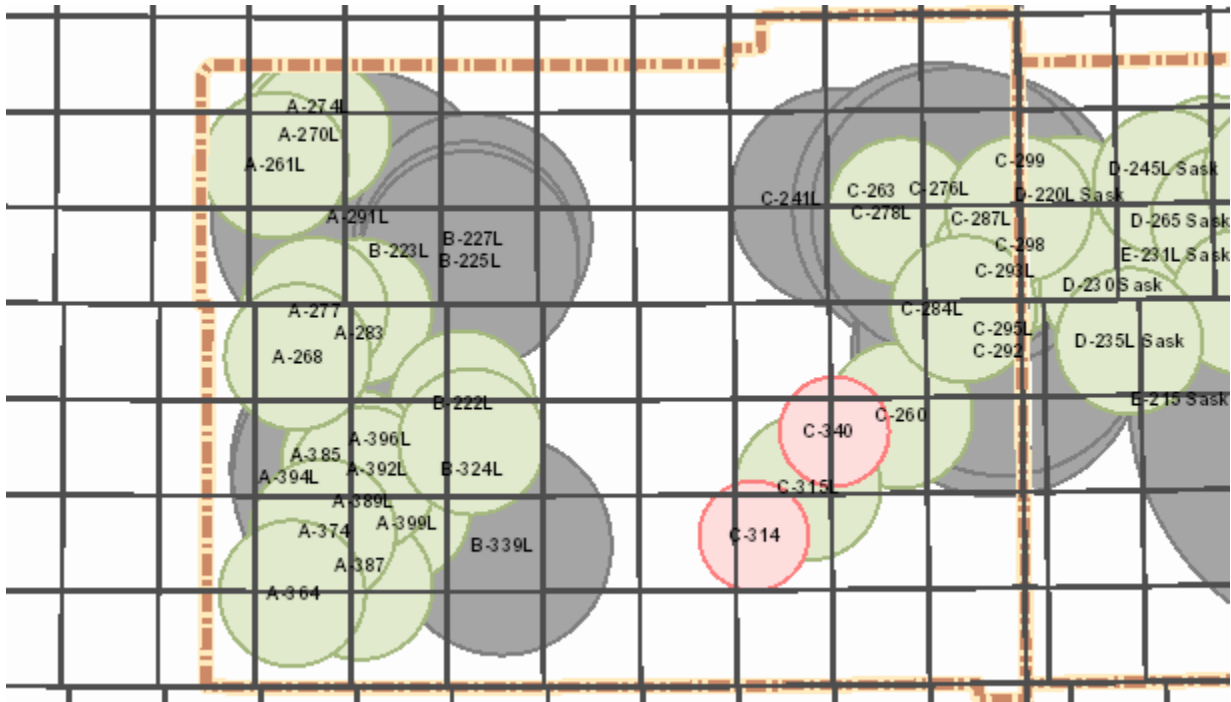 A-274L
A-270L
A-261L
A-291L
B-223L
B-227L
B-225L
A-277
A-283
A-268
B-222L
A-396L
A-385
A-392L
A-394L
B-324L
A-389L
A-374
A-399L
B-339L
A-387
A-364
C-299
C-241L
C-263
C-276L
C-278L
D-220L Sask
D-245L Sask
C-287L
D-265 Sask
C-298
E-231L Sask
C-293L
D-230 Sask
C-284L
C-295L
C-292
D-235L Sask
E-215 Sask
C-260
C-340
C-315L
C-314